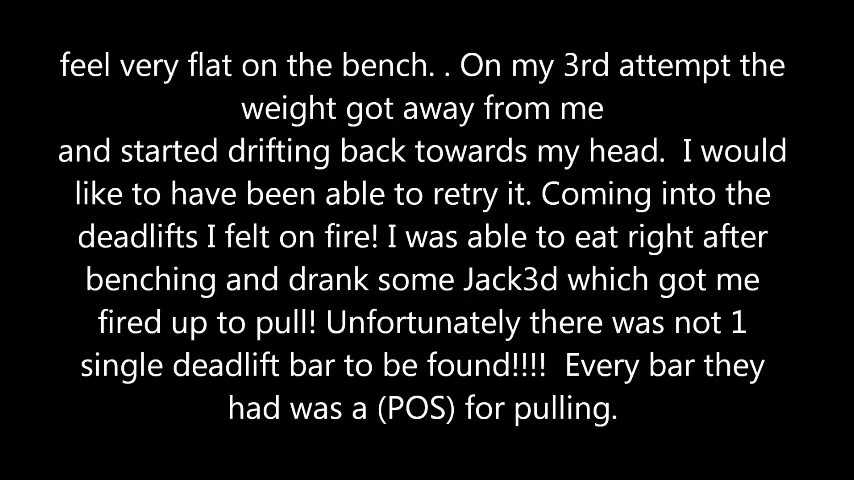 feel very flat on the bench. . On my 3rd attempt the
weight got away from me
and started drifting back towards my head.  I would
like to have been able to retry it. Coming into the
deadlifts I felt on fire! I was able to eat right after
benching and drank some Jack3d which got me
fired up to pull! Unfortunately there was not 1
single deadlift bar to be found!!!!  Every bar they
had was a (POS) for pulling.